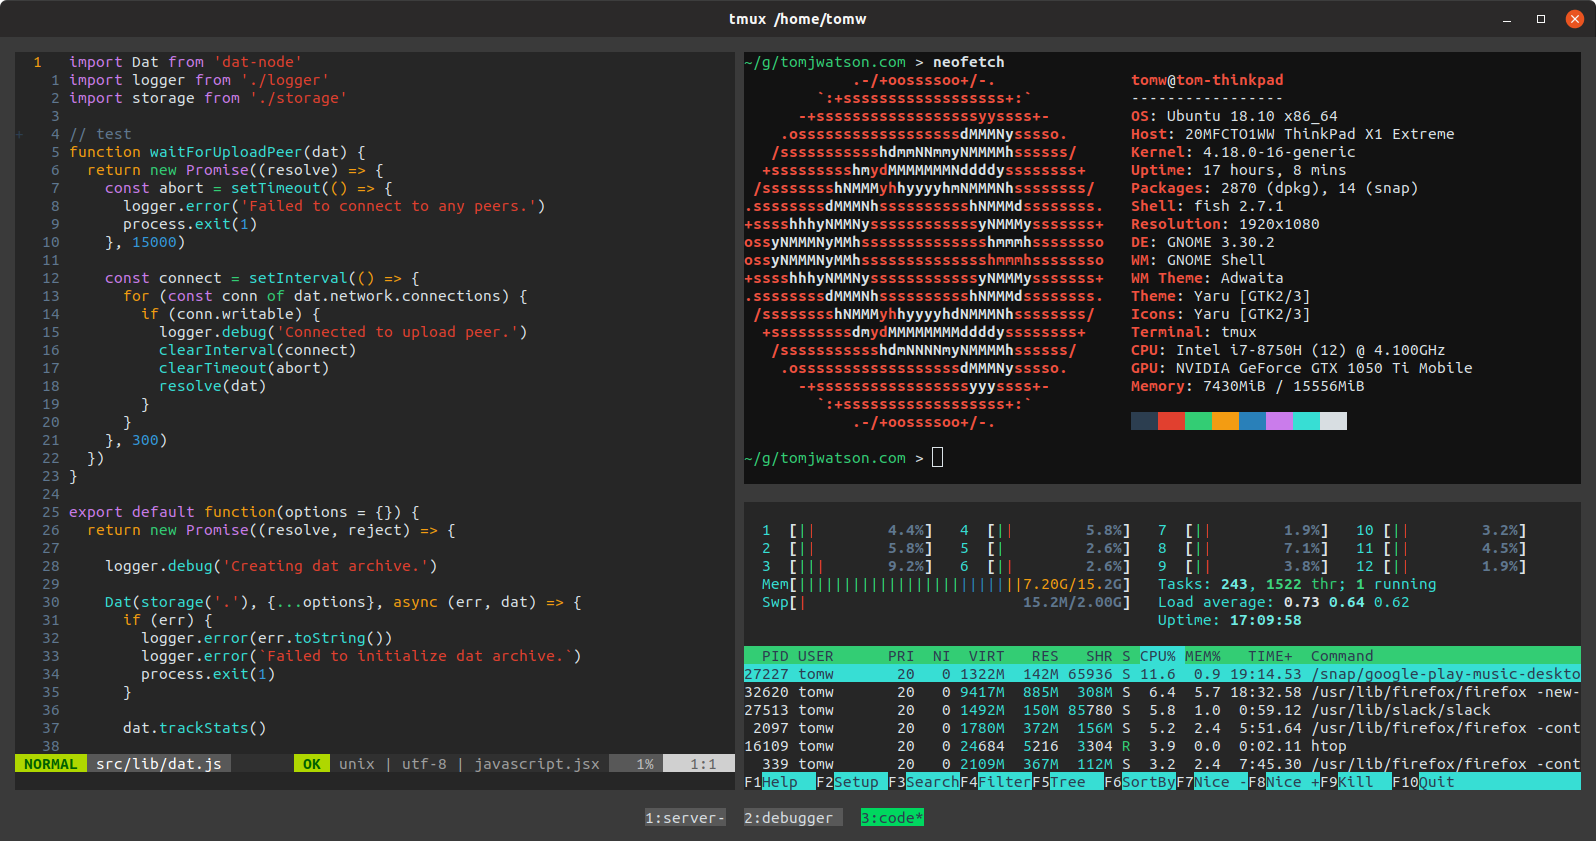 tmux /home/tomw
1 import Dat from 'dat-node'
1 import logger from './logger'
2 import storage from './storage'
3
+ 4 // test
5 function waitForUploadPeer(dat) {
6 return new Promise((resolve) => {
7 const abort = setTimeout(() => {
8 logger.error('Failed to connect to any peers.')
9 process.exit(1)
10 }, 15000)
11
12 const connect = setInterval(() => {
13 for (const conn of dat.network.connections) {
14 if (conn.writable) {
15 logger.debug('Connected to upload peer.')
16 clearInterval(connect)
17 clearTimeout(abort)
18 resolve(dat)
19 }
20 }
21 }, 300)
22 })
23 }
24
25 export default function(options = {}) {
26 return new Promise((resolve, reject) => {
27
28 logger.debug('Creating dat archive.')
29
30 Dat(storage('.'), {...options}, async (err, dat) => {
31 if (err) {
32 logger.error(err.toString())
33 logger.error(`Failed to initialize dat archive.`)
34 process.exit(1)
35 }
36
37 dat.trackStats()
38
NORMAL src/lib/dat.js OK unix | utf-8 | javascript.jsx 1% 1:1
~/g/tomjwatson.com > neofetch
.-/+oossssoo+/-.
`:+ssssssssssssssssss+:`
-+ssssssssssssssssssyyssss+-
.ossssssssssssssssssdMMMNysssso.
/ssssssssssshdmmNNmmyNMMMMhssssss/
+ssssssssshmydMMMMMMMNddddyssssssss+
/sssssssshNMMMyhhyyyyhmNMMMNhssssssss/
.ssssssssdMMMNhsssssssssshNMMMdssssssss.
+sssshhhyNMMNyssssssssssssyNMMMysssssss+
ossyNMMMNyMMhsssssssssssssshmmmhssssssso
ossyNMMMNyMMhsssssssssssssshmmmhssssssso
+sssshhhyNMMNyssssssssssssyNMMMysssssss+
.ssssssssdMMMNhsssssssssshNMMMdssssssss.
/sssssssshNMMMyhhyyyyhdNMMMNhssssssss/
+sssssssssdmydMMMMMMMMddddyssssssss+
/ssssssssssshdmNNNNmyNMMMMhssssss/
.ossssssssssssssssssdMMMNysssso.
-+sssssssssssssssssyyyssss+-
`:+ssssssssssssssssss+:`
.-/+oossssoo+/-.
tomw@tom-thinkpad
-----------------
OS: Ubuntu 18.10 x86_64
Host: 20MFCTO1WW ThinkPad X1 Extreme
Kernel: 4.18.0-16-generic
Uptime: 17 hours, 8 mins
Packages: 2870 (dpkg), 14 (snap)
Shell: fish 2.7.1
Resolution: 1920x1080
DE: GNOME 3.30.2
WM: GNOME Shell
WM Theme: Adwaita
Theme: Yaru [GTK2/3]
Icons: Yaru [GTK2/3]
Terminal: tmux
CPU: Intel i7-8750H (12) @ 4.100GHz
GPU: NVIDIA GeForce GTX 1050 Ti Mobile
Memory: 7430MiB / 15556MiB
~/g/tomjwatson.com >
1 [|| 4.4%] 4 [|| 5.8%] 7 [|| 1.9%] 10 [|| 3.2%]
2 [|| 5.8%] 5 [| 2.6%] 8 [|| 7.1%] 11 [|| 4.5%]
3 [||| 9.2%] 6 [|| 2.6%] 9 [|| 3.8%] 12 [|| 1.9%]
Mem[|||||||||||||||||||||||||7.20G/15.2G] Tasks: 243, 1522 thr; 1 running
Swp[| 15.2M/2.00G] Load average: 0.73 0.64 0.62
Uptime: 17:09:58
PID USER PRI NI VIRT RES SHR S CPU% MEM% TIME+ Command
27227 tomw 20 0 1322M 142M 65936 S 11.6 0.9 19:14.53 /snap/google-play-music-deskto
32620 tomw 20 0 9417M 885M 308M S 6.4 5.7 18:32.58 /usr/lib/firefox/firefox -new-
27513 tomw 20 0 1492M 150M 85780 S 5.8 1.0 0:59.12 /usr/lib/slack/slack
2097 tomw 20 0 1780M 372M 156M S 5.2 2.4 5:51.64 /usr/lib/firefox/firefox -cont
16109 tomw 20 0 24684 5216 3304 R 3.9 0.0 0:02.11 htop
339 tomw 20 0 2109M 367M 112M S 3.2 2.4 7:45.30 /usr/lib/firefox/firefox -cont
F1Help F2Setup F3SearchF4FilterF5Tree F6SortByF7Nice -F8Nice +F9Kill F10Quit
1:server- 2:debugger 3:code*